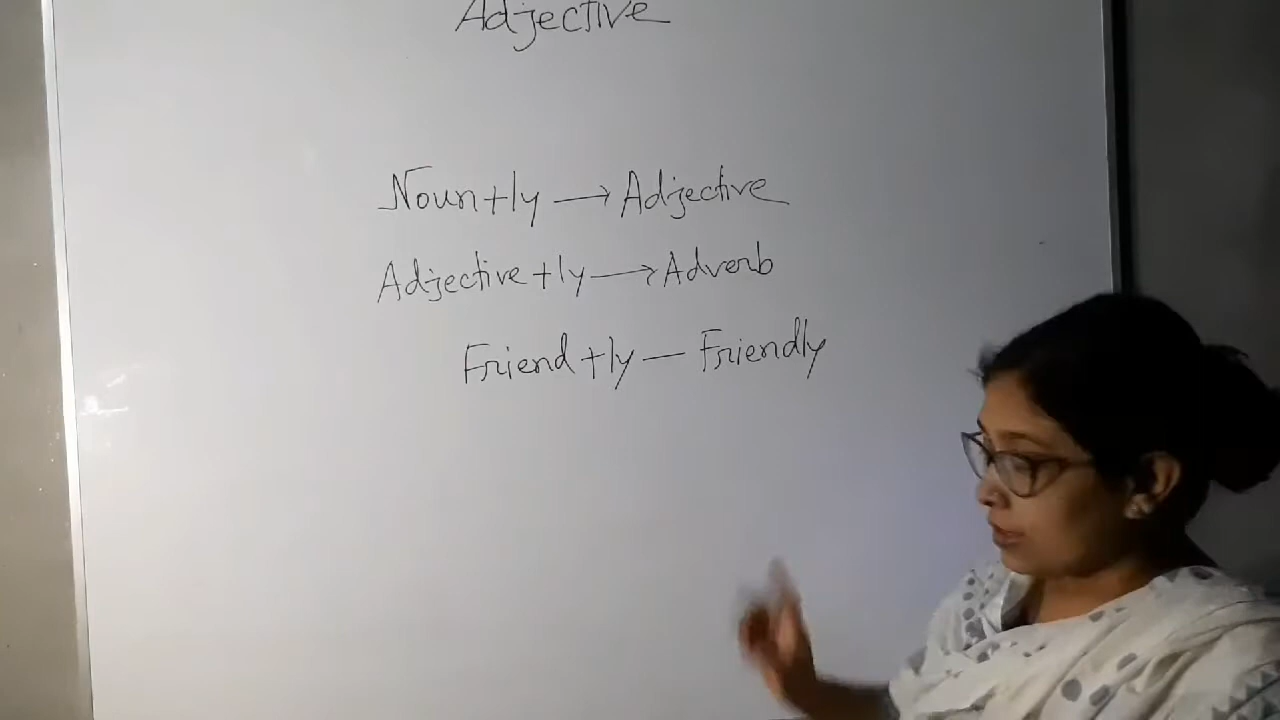 Adjective
Noun+ly → Adjective
Adjective+ly → Adverb
Friend+ly — Friendly